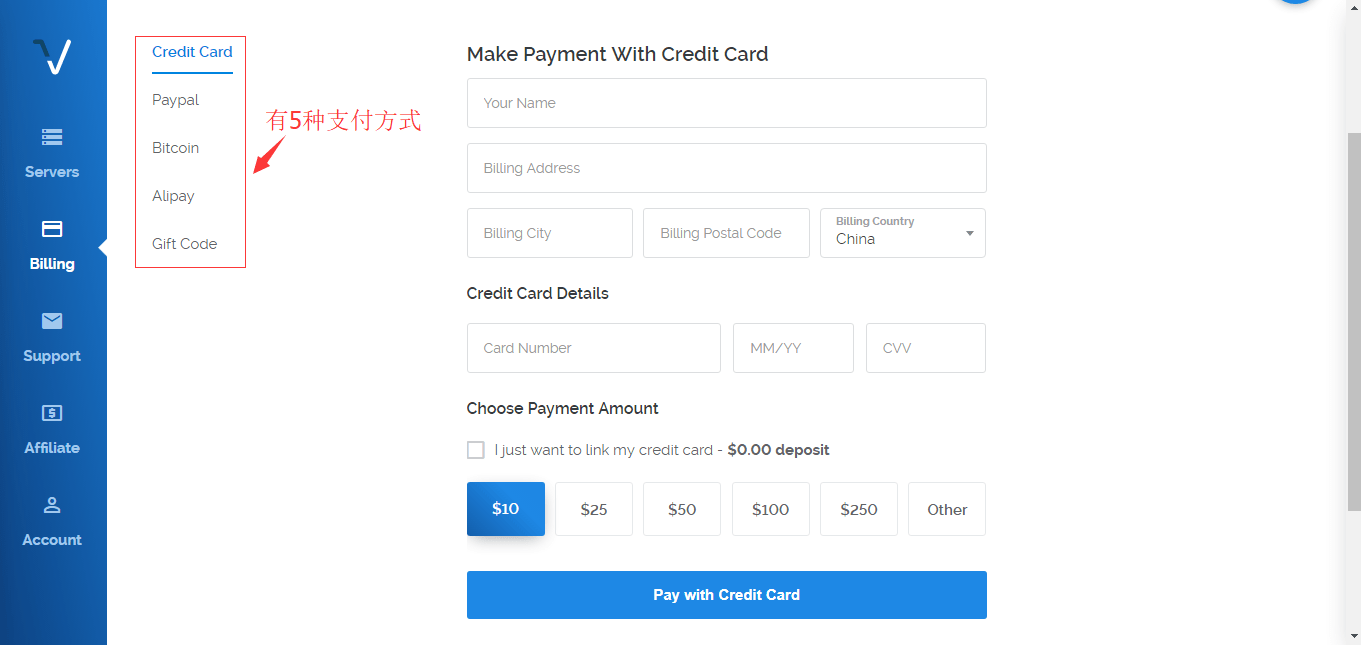 Servers
Billing
Support
Affiliate
Account
Credit Card
Paypal
Bitcoin
Alipay
Gift Code
有5种支付方式
Make Payment With Credit Card
Your Name
Billing Address
Billing City
Billing Postal Code
Billing Country
China
Credit Card Details
Card Number
MM/YY
CVV
Choose Payment Amount
I just want to link my credit card - $0.00 deposit
$10
$25
$50
$100
$250
Other
Pay with Credit Card